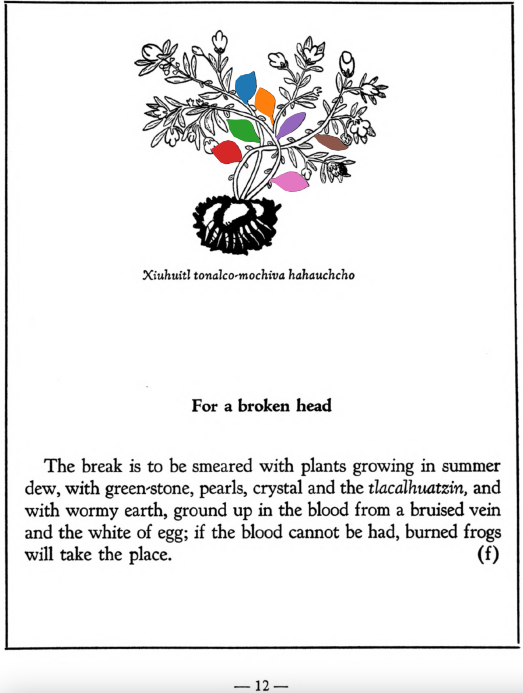 Xiuhuitl tonalco-mochiva hahauchcho
For a broken head
The break is to be smeared with plants growing in summer
dew, with green-stone, pearls, crystal and the tlacalhuatzin, and
with wormy earth, ground up in the blood from a bruised vein
and the white of egg; if the blood cannot be had, burned frogs
will take the place. (f)
— 12 —